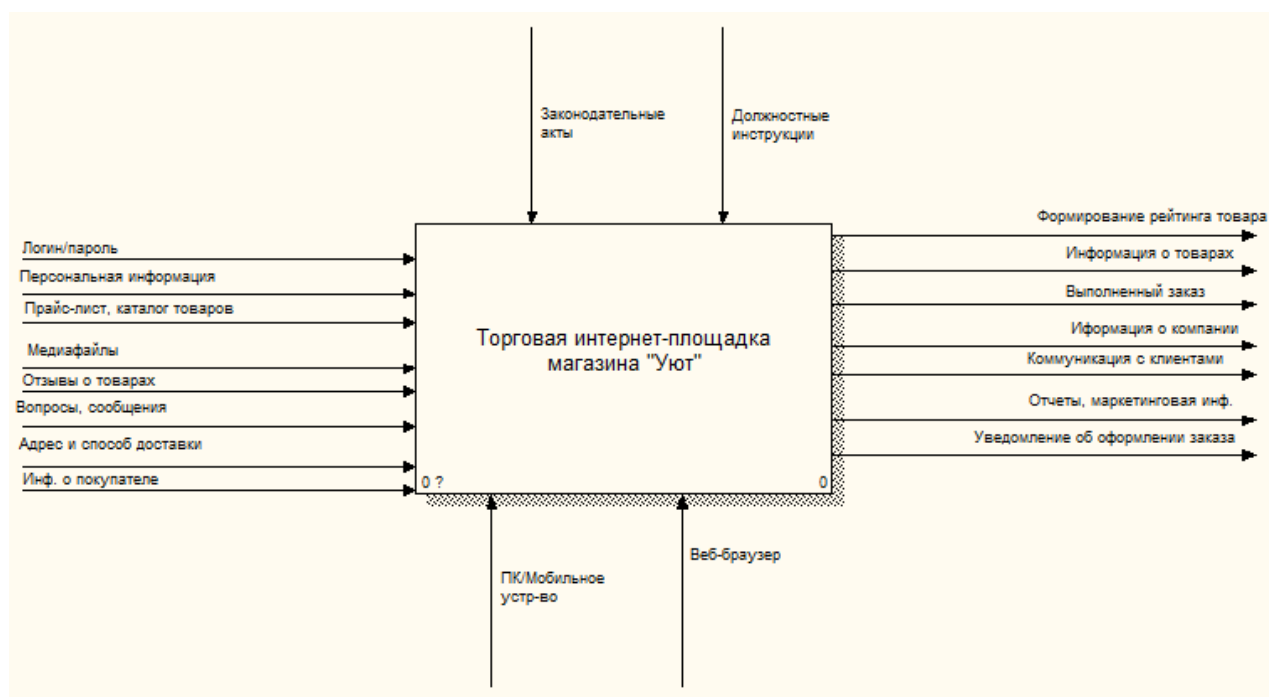 Законодательные
акты
Должностные
инструкции
Формирование рейтинга товара
Логин/пароль
Информация о товарах
Персональная информация
Выполненный заказ
Прайс-лист, каталог товаров
Иформация о компании
Торговая интернет-площадка
магазина "Уют"
Медиафайлы
Коммуникация с клиентами
Отзывы о товарах
Отчеты, маркетинговая инф.
Вопросы, сообщения
Уведомление об оформлении заказа
Адрес и способ доставки
Инф. о покупателе
0 ?
0
Веб-браузер
ПК/Мобильное
устр-во